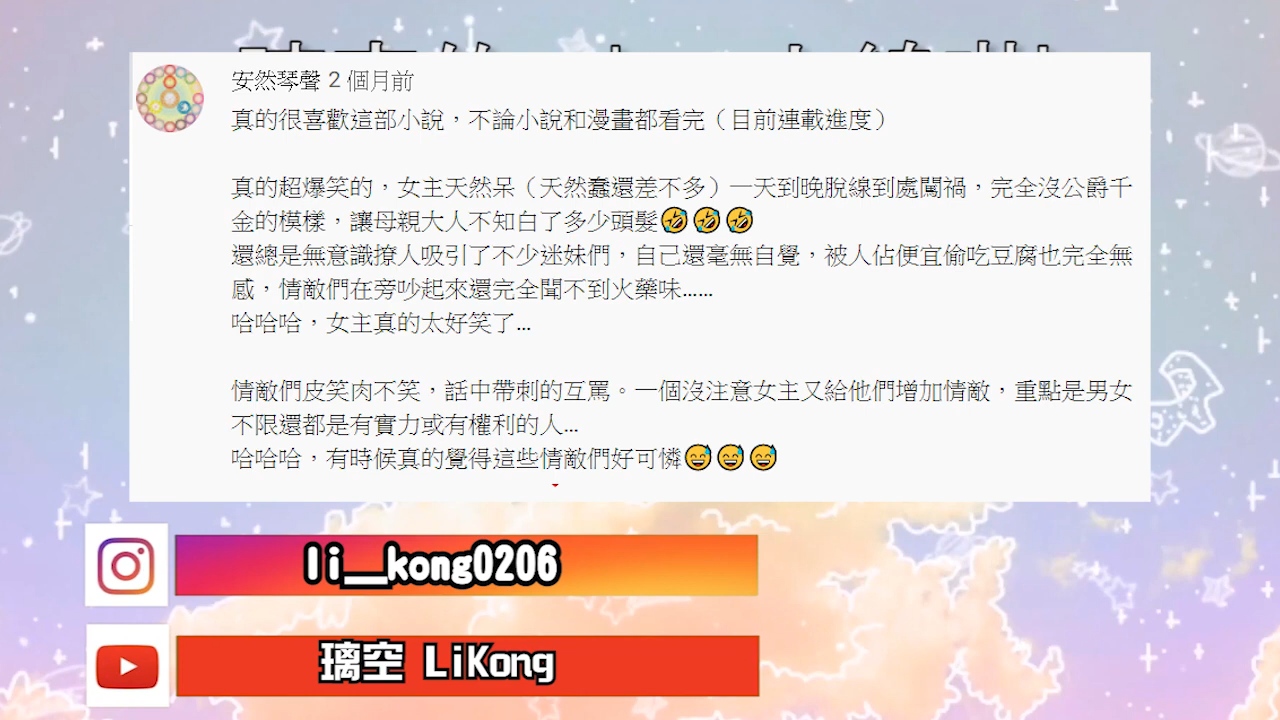 安然琴聲 2 個月前
真的很喜歡這部小說，不論小說和漫畫都看完（目前連載進度）
真的超爆笑的，女主天然呆（天然蠢還差不多）一天到晚脫線到處闖禍，完全沒公爵千
金的模樣，讓母親大人不知白了多少頭髮🤣🤣🤣
還總是無意識撩人吸引了不少迷妹們，自己還毫無自覺，被人佔便宜偷吃豆腐也完全無
感，情敵們在旁吵起來還完全聞不到火藥味......
哈哈哈，女主真的太好笑了...
情敵們皮笑肉不笑，話中帶刺的互罵。一個沒注意女主又給他們增加情敵，重點是男女
不限還都是有實力或有權利的人...
哈哈哈，有時候真的覺得這些情敵們好可憐😅😅😅
li__kong0206
璃空 LiKong